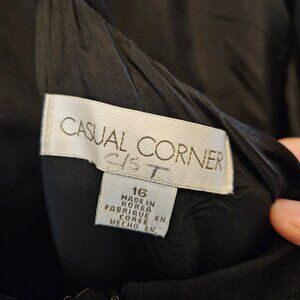 CASUAL CORNER
C/S T
16
MADE IN
KOREA
FABRIQUE EN
COREE
HECHO EN